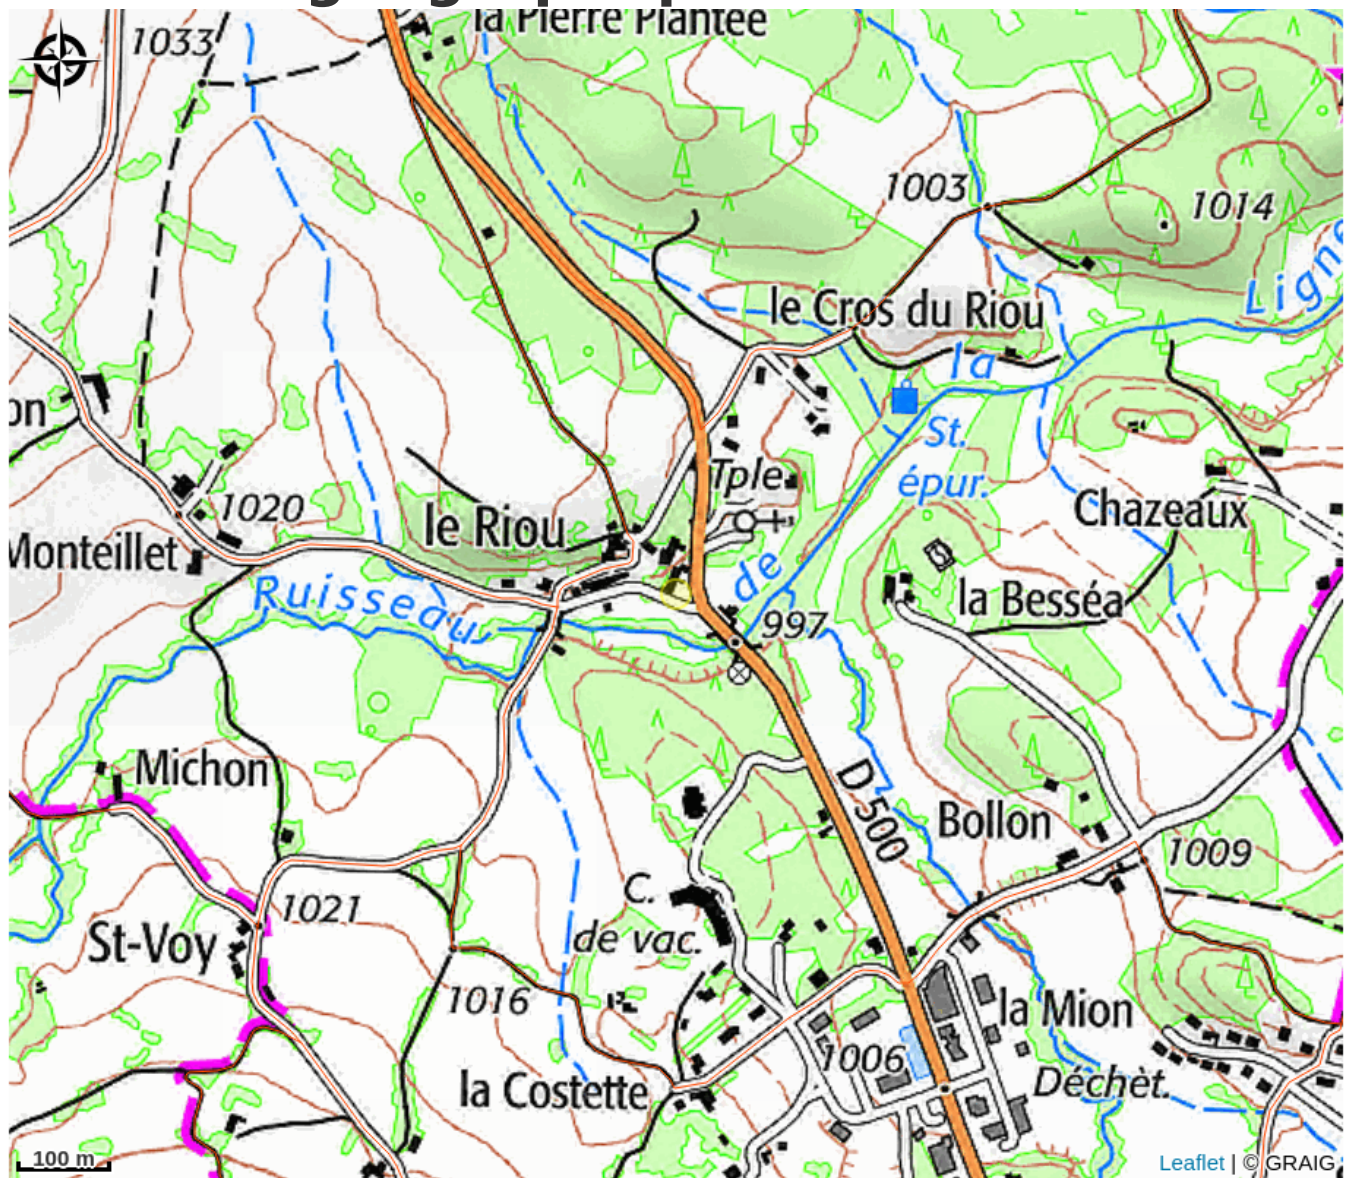 la Pierre Plantée
1033
1003
1014
Ligne
le Cros du Riou
la
on
St.
épur.
Tple
1020
le Riou
Chazeaux
Monteillet
de
Ruisseau
la Besséa
997
Michon
D 500
Bollon
1009
1021
C.
de vac.
St-Voy
1016
la Mion
1006
la Costette
Déchèt.
100 m
Leaflet | © GRAIG